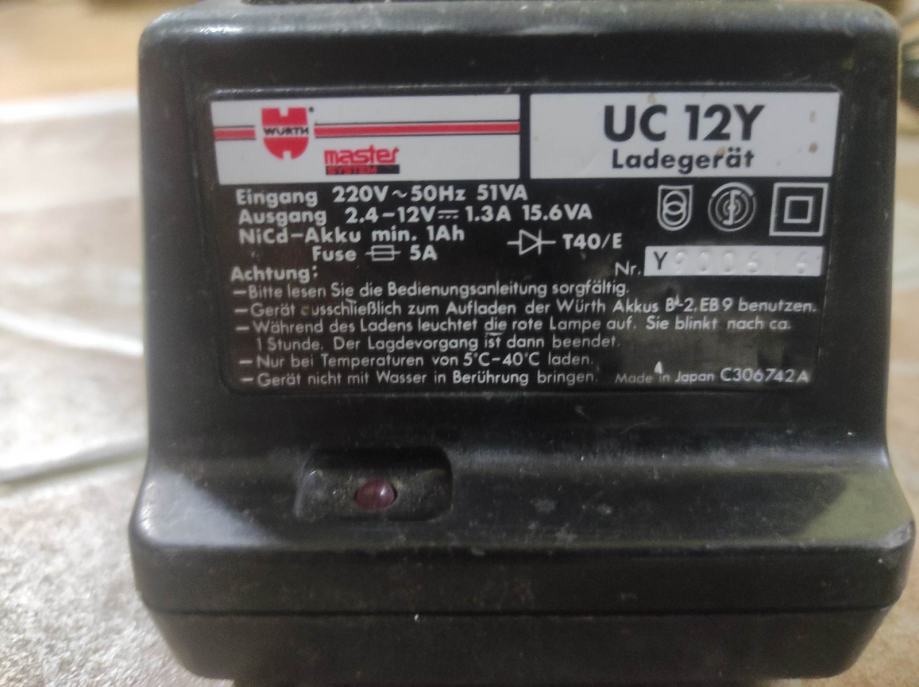 WÜRTH
master
SYSTEM
UC 12Y
Ladegerät
Eingang 220V~50Hz 51VA
Ausgang 2.4-12V⎓1.3A 15.6VA
NiCd-Akku min. 1Ah
T40/E
Fuse 5A
Nr. Y
Achtung:
-Bitte lesen Sie die Bedienungsanleitung sorgfältig.
-Gerät ausschließlich zum Aufladen der Würth Akkus B-2, EB9 benutzen.
-Während des Ladens leuchtet die rote Lampe auf. Sie blinkt nach ca.
1 Stunde. Der Lagdevorgang ist dann beendet.
-Nur bei Temperaturen von 5°C-40°C laden.
-Gerät nicht mit Wasser in Berührung bringen. Made in Japan C306742A